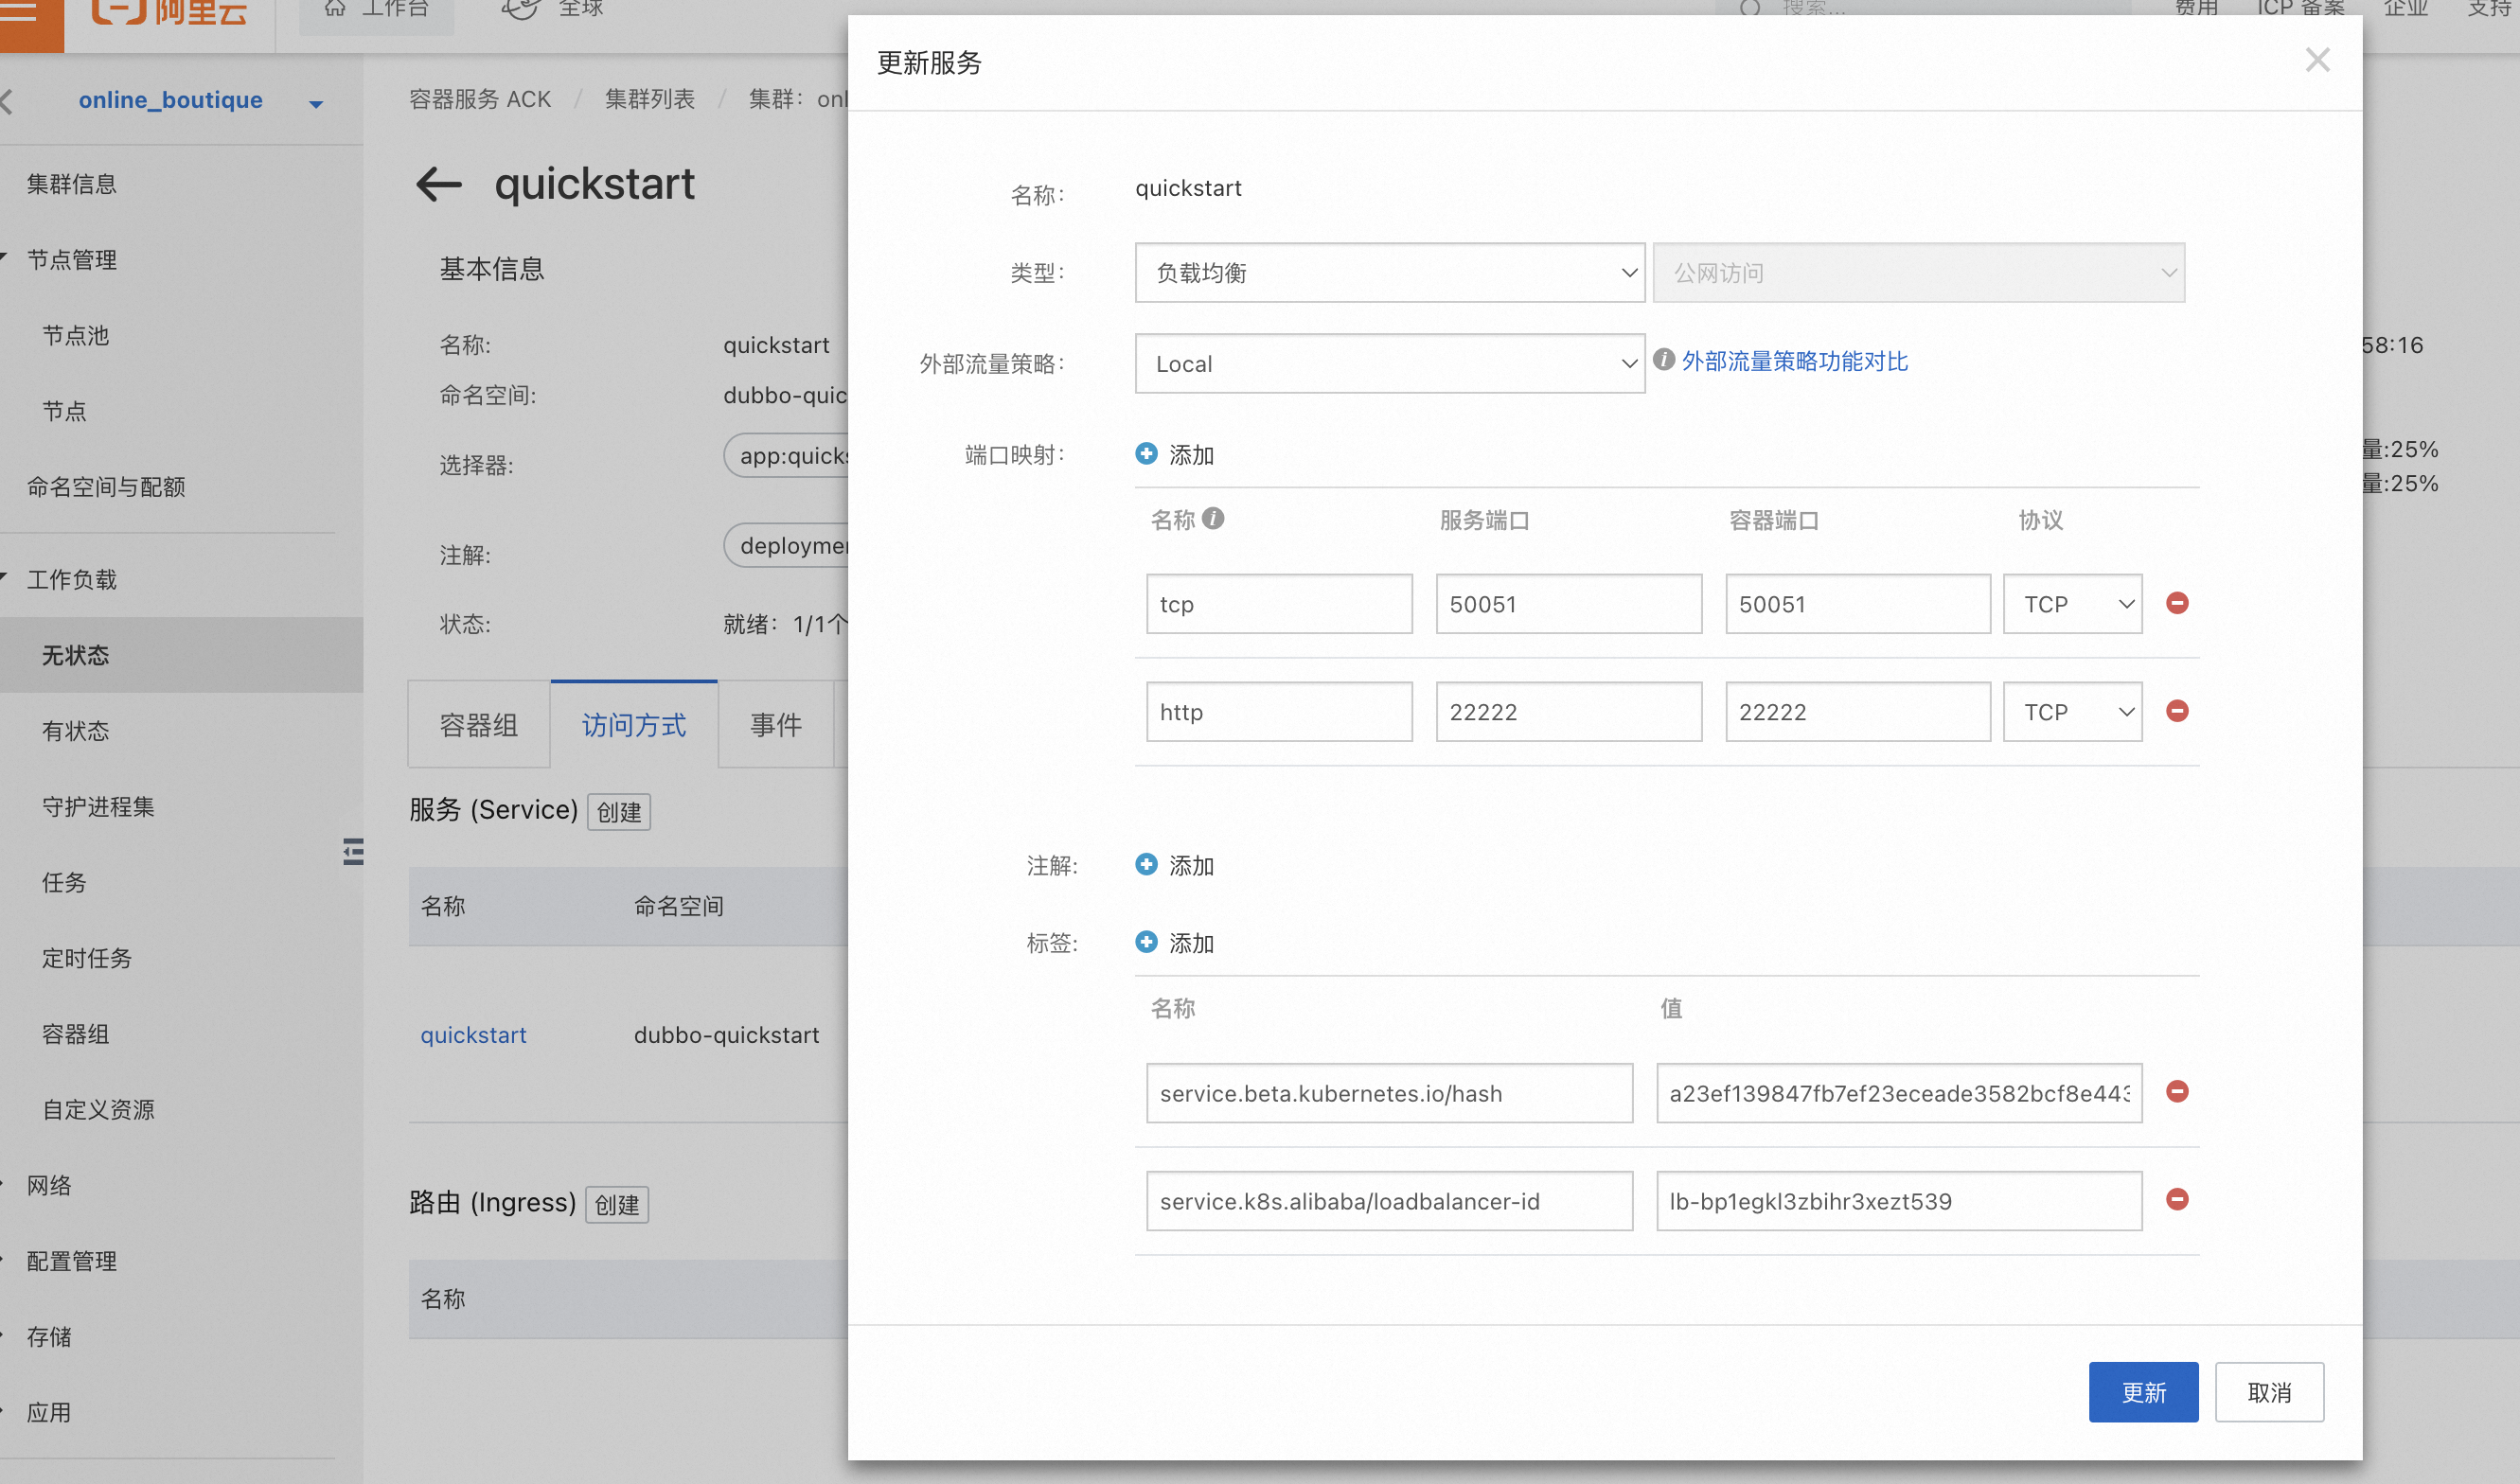 阿里云
工作台
全球
搜索...
费用
ICP 备案
企业
支持
online_boutique
集群信息
节点管理
节点池
节点
命名空间与配额
工作负载
无状态
有状态
守护进程集
任务
定时任务
容器组
自定义资源
网络
配置管理
存储
应用
容器服务 ACK / 集群列表 / 集群：onl
quickstart
基本信息
名称: quickstart
命名空间: dubbo-quic
选择器: app:quicks
注解: deploymen
状态: 就绪：1/1个
58:16
量:25%
量:25%
容器组 访问方式 事件
服务 (Service) 创建
名称 命名空间
quickstart dubbo-quickstart
路由 (Ingress) 创建
名称
更新服务
名称: quickstart
类型: 负载均衡 公网访问
外部流量策略: Local 外部流量策略功能对比
端口映射: 添加
名称 服务端口 容器端口 协议
tcp 50051 50051 TCP
http 22222 22222 TCP
注解: 添加
标签: 添加
名称 值
service.beta.kubernetes.io/hash a23ef139847fb7ef23eceade3582bcf8e443
service.k8s.alibaba/loadbalancer-id lb-bp1egkl3zbihr3xezt539
更新 取消